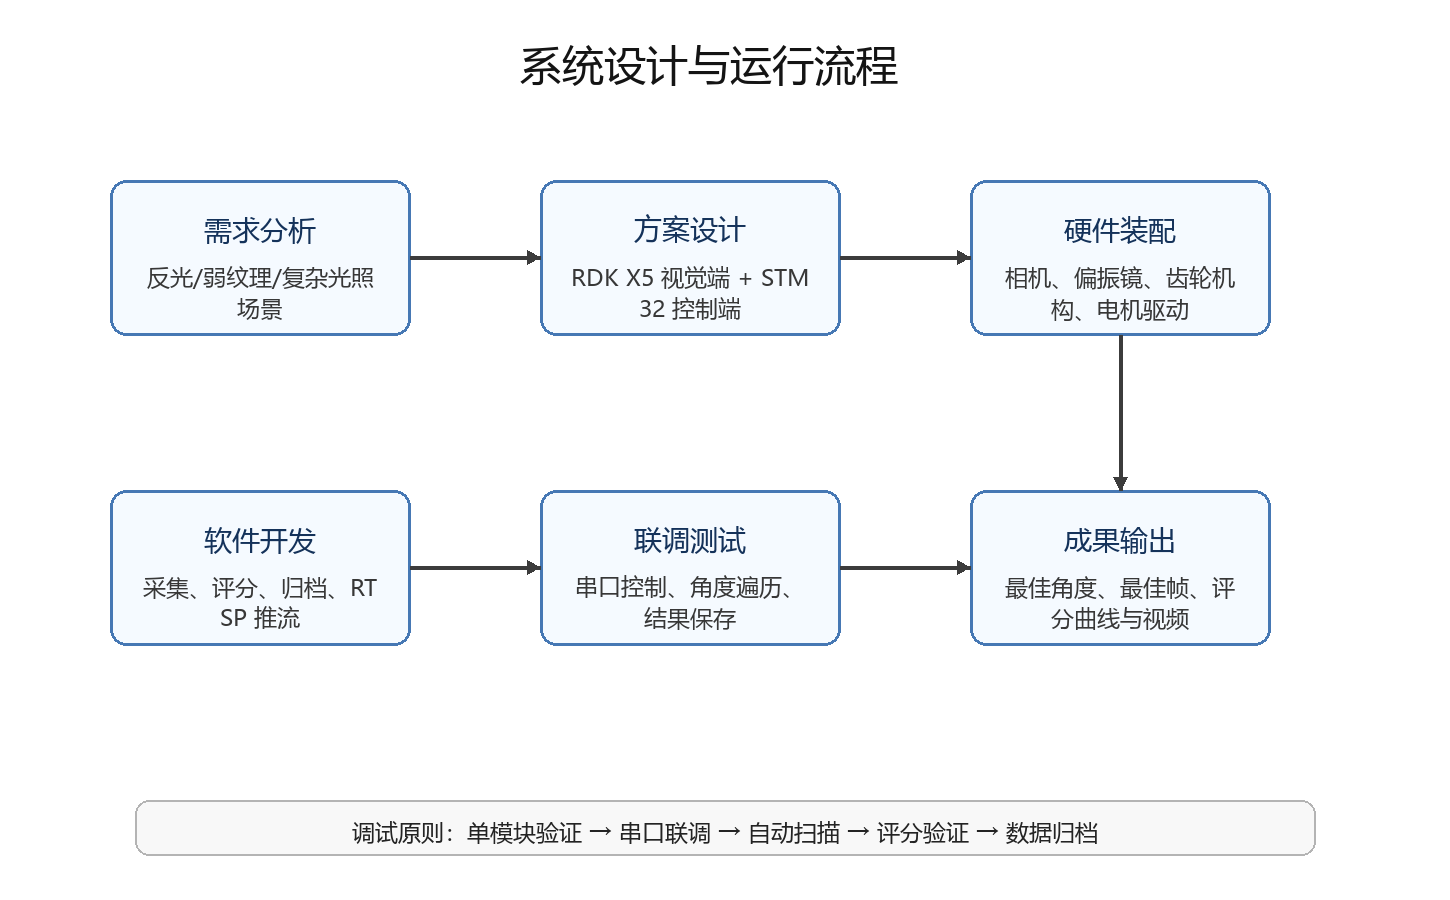 系统设计与运行流程
需求分析
反光/弱纹理/复杂光照
场景
方案设计
RDK X5 视觉端 + STM
32 控制端
硬件装配
相机、偏振镜、齿轮机
构、电机驱动
软件开发
采集、评分、归档、RT
SP 推流
联调测试
串口控制、角度遍历、
结果保存
成果输出
最佳角度、最佳帧、评
分曲线与视频
调试原则：单模块验证 → 串口联调 → 自动扫描 → 评分验证 → 数据归档